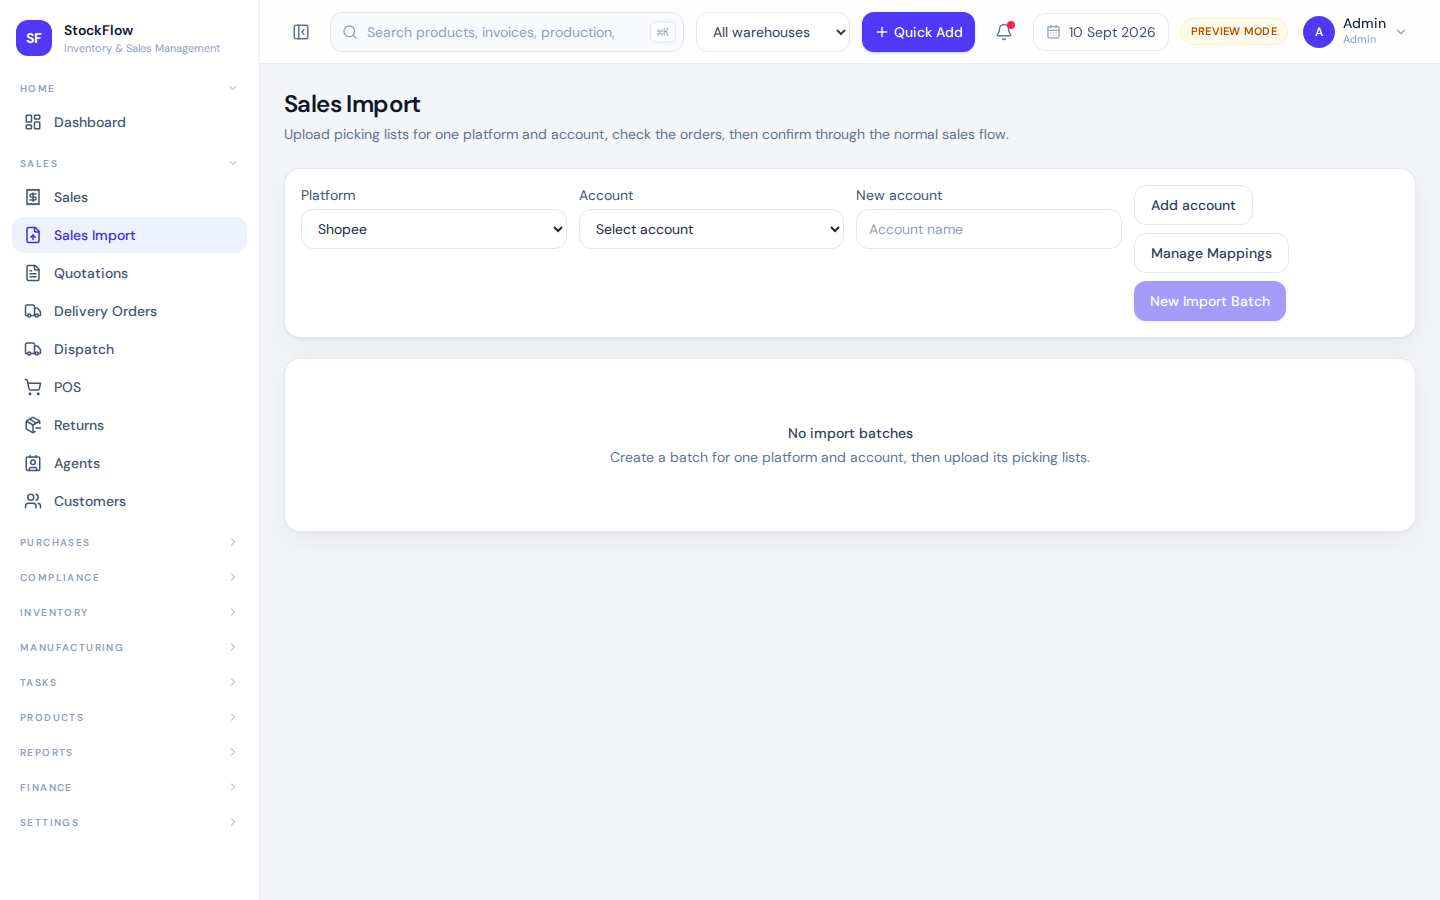 SF
StockFlow
Inventory & Sales Management
HOME
Dashboard
SALES
Sales
Sales Import
Quotations
Delivery Orders
Dispatch
POS
Returns
Agents
Customers
PURCHASES
COMPLIANCE
INVENTORY
MANUFACTURING
TASKS
PRODUCTS
REPORTS
FINANCE
SETTINGS
Search products, invoices, production, ⌘K
All warehouses
+ Quick Add
10 Sept 2026
PREVIEW MODE
A
Admin
Admin
Sales Import
Upload picking lists for one platform and account, check the orders, then confirm through the normal sales flow.
Platform
Shopee
Account
Select account
New account
Account name
Add account
Manage Mappings
New Import Batch
No import batches
Create a batch for one platform and account, then upload its picking lists.